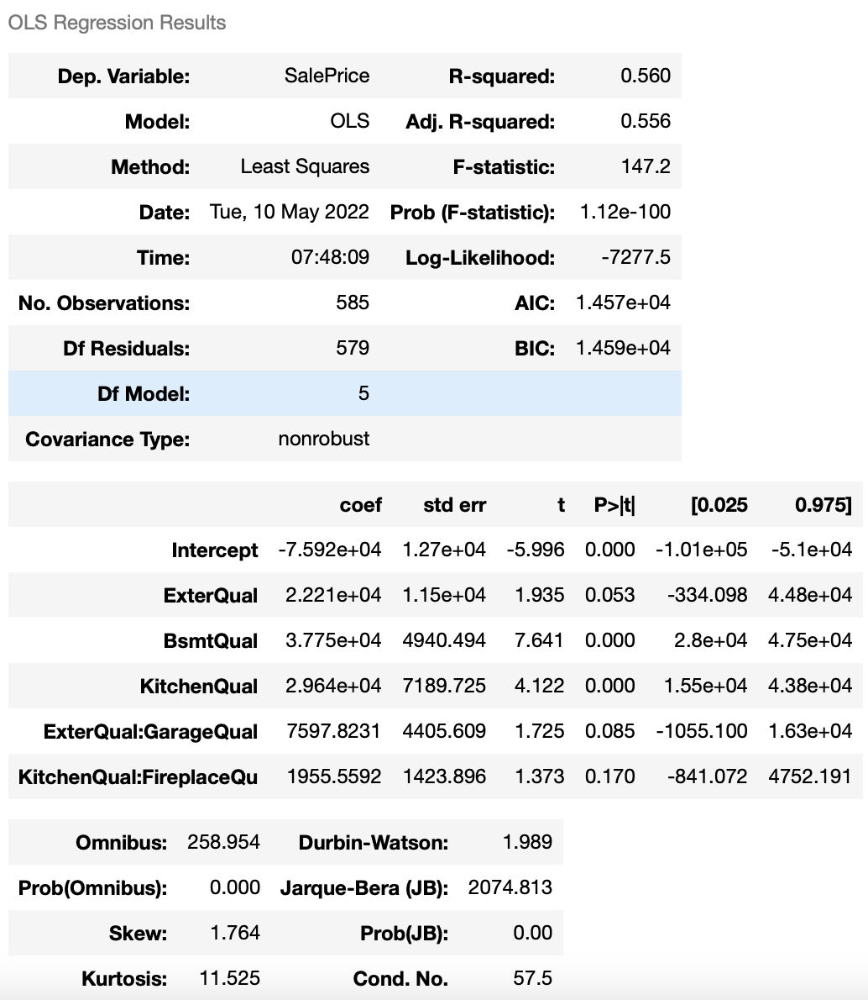 OLS Regression Results
Dep. Variable: SalePrice R-squared: 0.560
Model: OLS Adj. R-squared: 0.556
Method: Least Squares F-statistic: 147.2
Date: Tue, 10 May 2022 Prob (F-statistic): 1.12e-100
Time: 07:48:09 Log-Likelihood: -7277.5
No. Observations: 585 AIC: 1.457e+04
Df Residuals: 579 BIC: 1.459e+04
Df Model: 5
Covariance Type: nonrobust
coef std err t P>|t| [0.025 0.975]
Intercept -7.592e+04 1.27e+04 -5.996 0.000 -1.01e+05 -5.1e+04
ExterQual 2.221e+04 1.15e+04 1.935 0.053 -334.098 4.48e+04
BsmtQual 3.775e+04 4940.494 7.641 0.000 2.8e+04 4.75e+04
KitchenQual 2.964e+04 7189.725 4.122 0.000 1.55e+04 4.38e+04
ExterQual:GarageQual 7597.8231 4405.609 1.725 0.085 -1055.100 1.63e+04
KitchenQual:FireplaceQu 1955.5592 1423.896 1.373 0.170 -841.072 4752.191
Omnibus: 258.954 Durbin-Watson: 1.989
Prob(Omnibus): 0.000 Jarque-Bera (JB): 2074.813
Skew: 1.764 Prob(JB): 0.00
Kurtosis: 11.525 Cond. No. 57.5